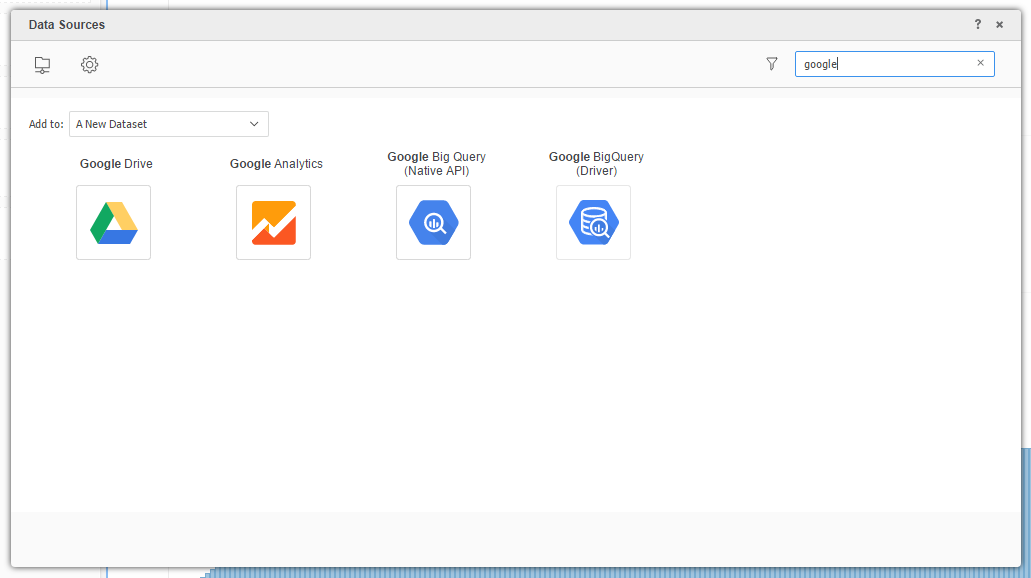 Data Sources
google
Add to: A New Dataset
Google Drive
Google Analytics
Google Big Query
(Native API)
Google BigQuery
(Driver)